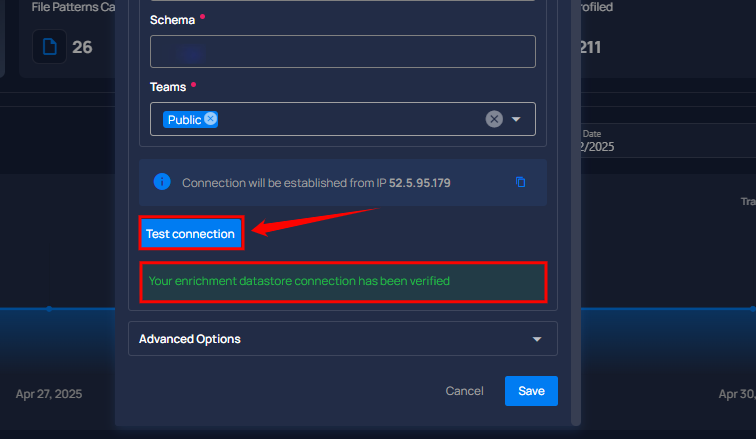 File Patterns Ca
rofiled
26
211
Schema
Teams
Public
Date
2/2025
Connection will be established from IP 52.5.95.179
Tra
Test connection
Your enrichment datastore connection has been verified
Advanced Options
Apr 27, 2025
Apr 30,
Cancel
Save